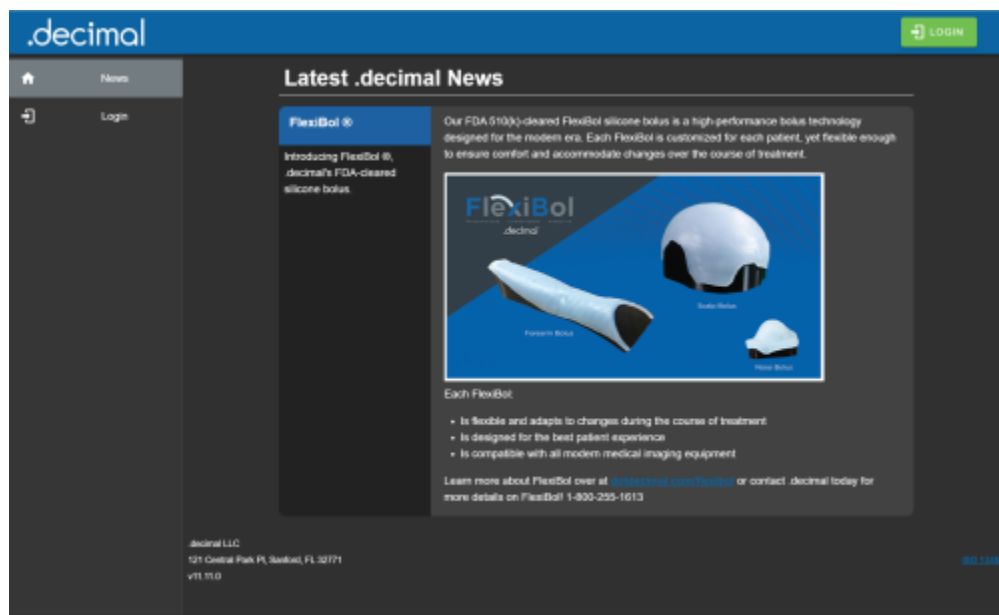 .decimal
LOGIN
News
Login
Latest .decimal News
FlexiBol ®
Introducing FlexiBol ®,
.decimal's FDA-cleared
silicone bolus.
Our FDA 510(k)-cleared FlexiBol silicone bolus is a high-performance bolus technology
designed for the modern era. Each FlexiBol is customized for each patient, yet flexible enough
to ensure comfort and accommodate changes over the course of treatment.
FlexiBol
.decimal
Scalp Bolus
Forearm Bolus
Nose Bolus
Each FlexiBol:
• Is flexible and adapts to changes during the course of treatment
• Is designed for the best patient experience
• Is compatible with all modern medical imaging equipment
Learn more about FlexiBol over at or contact .decimal today for
more details on FlexiBol! 1-800-255-1613
.decimal LLC
121 Central Park Pl, Sanford, FL 32771
v11.11.0
ISO